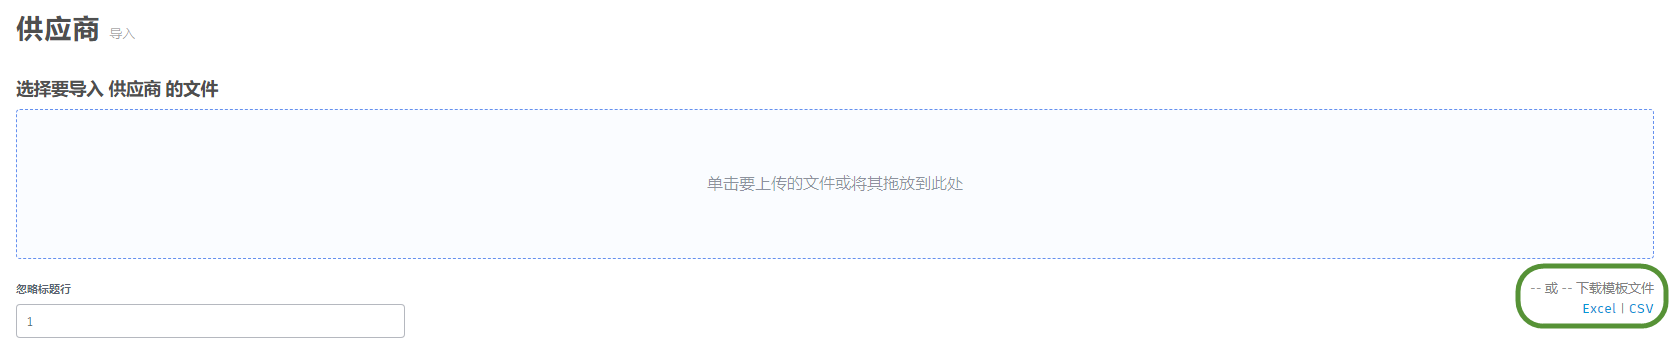 供应商 导入
选择要导入 供应商 的文件
单击要上传的文件或将其拖放到此处
忽略标题行
-- 或 -- 下载模板文件
1
Excel | CSV